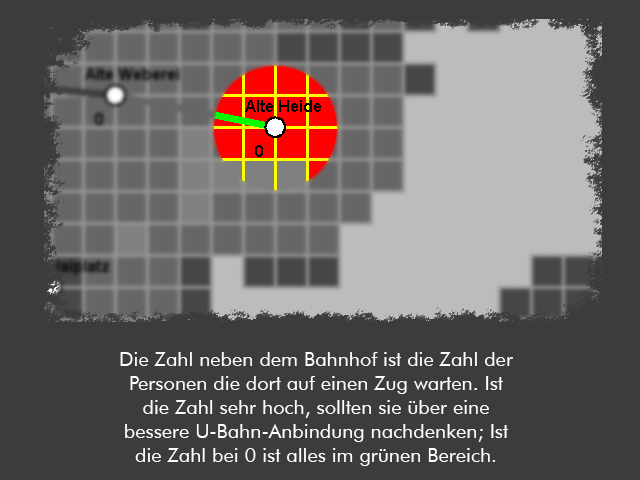 Alte Weberei
0
Alte Heide
0
Die Zahl neben dem Bahnhof ist die Zahl der
Personen die dort auf einen Zug warten. Ist
die Zahl sehr hoch, sollten sie über eine
bessere U-Bahn-Anbindung nachdenken; Ist
die Zahl bei 0 ist alles im grünen Bereich.